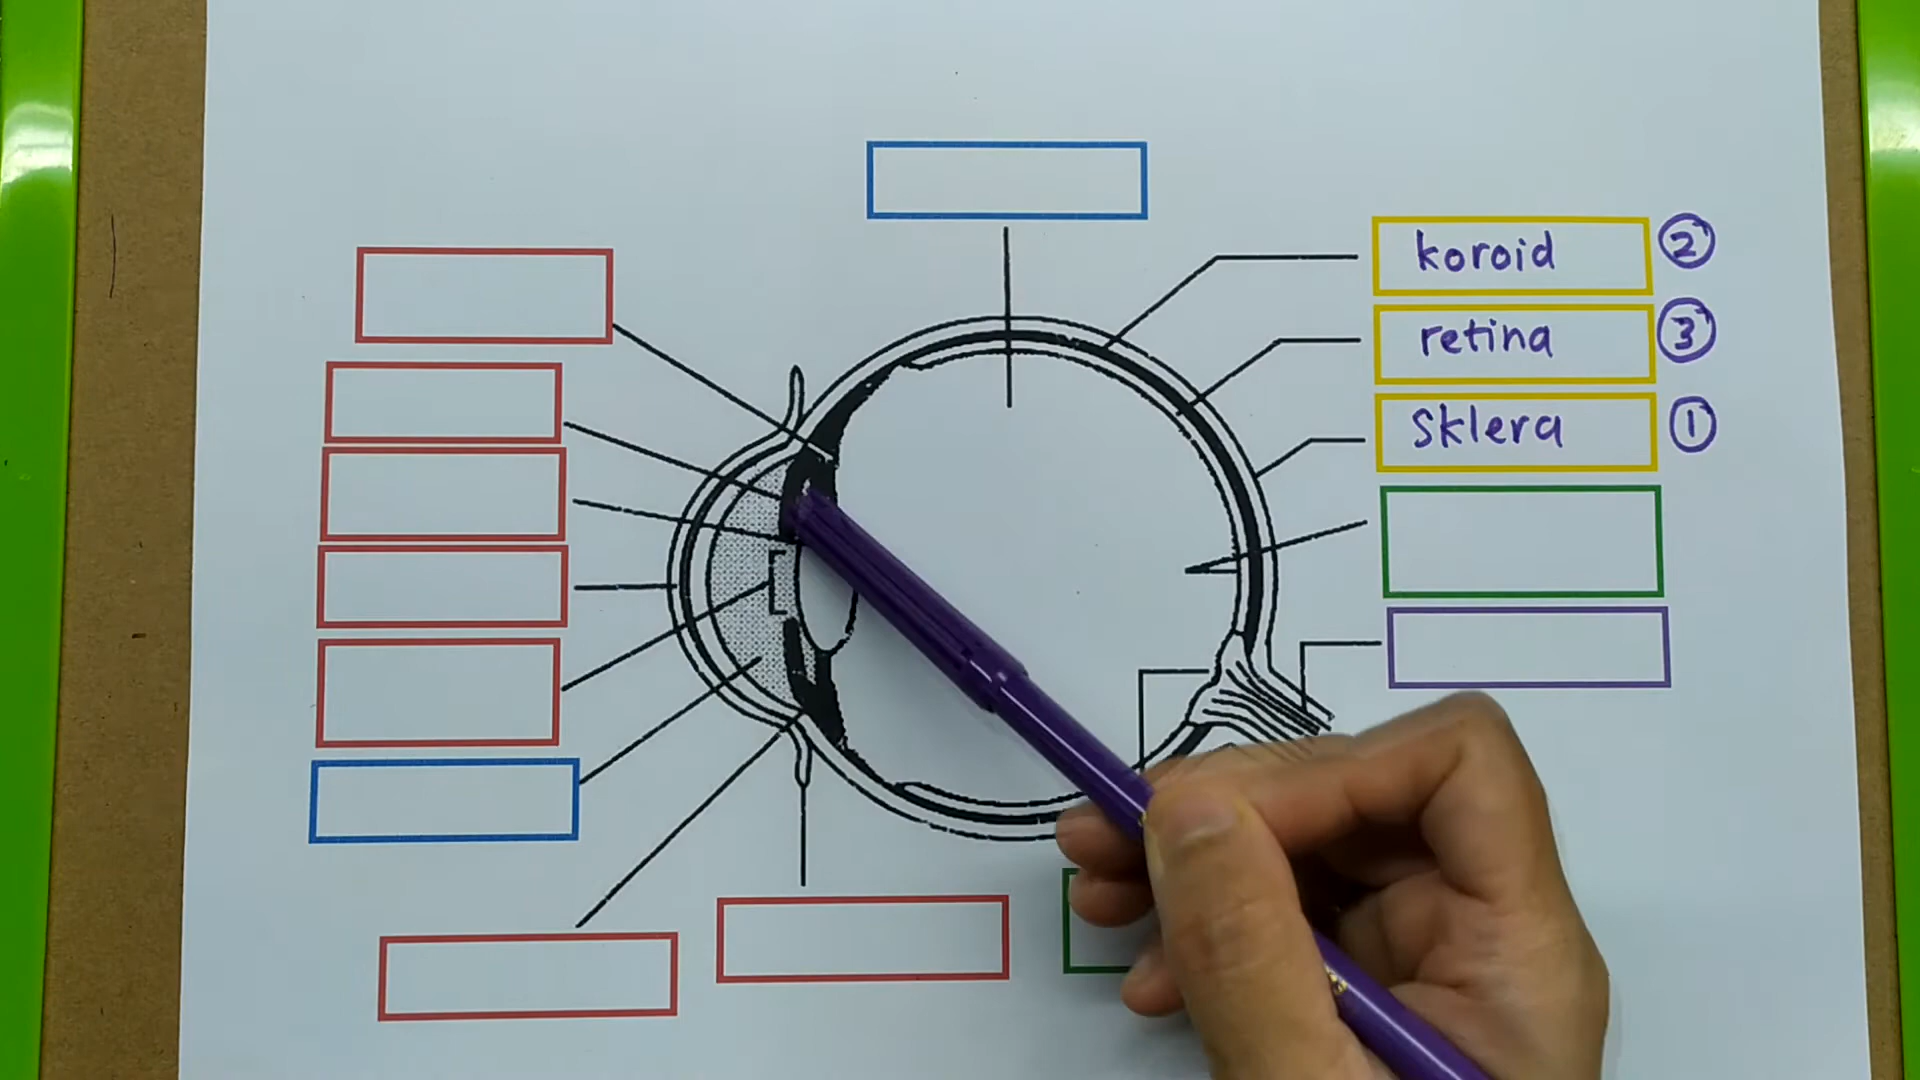 koroid ②
retina ③
sklera ①